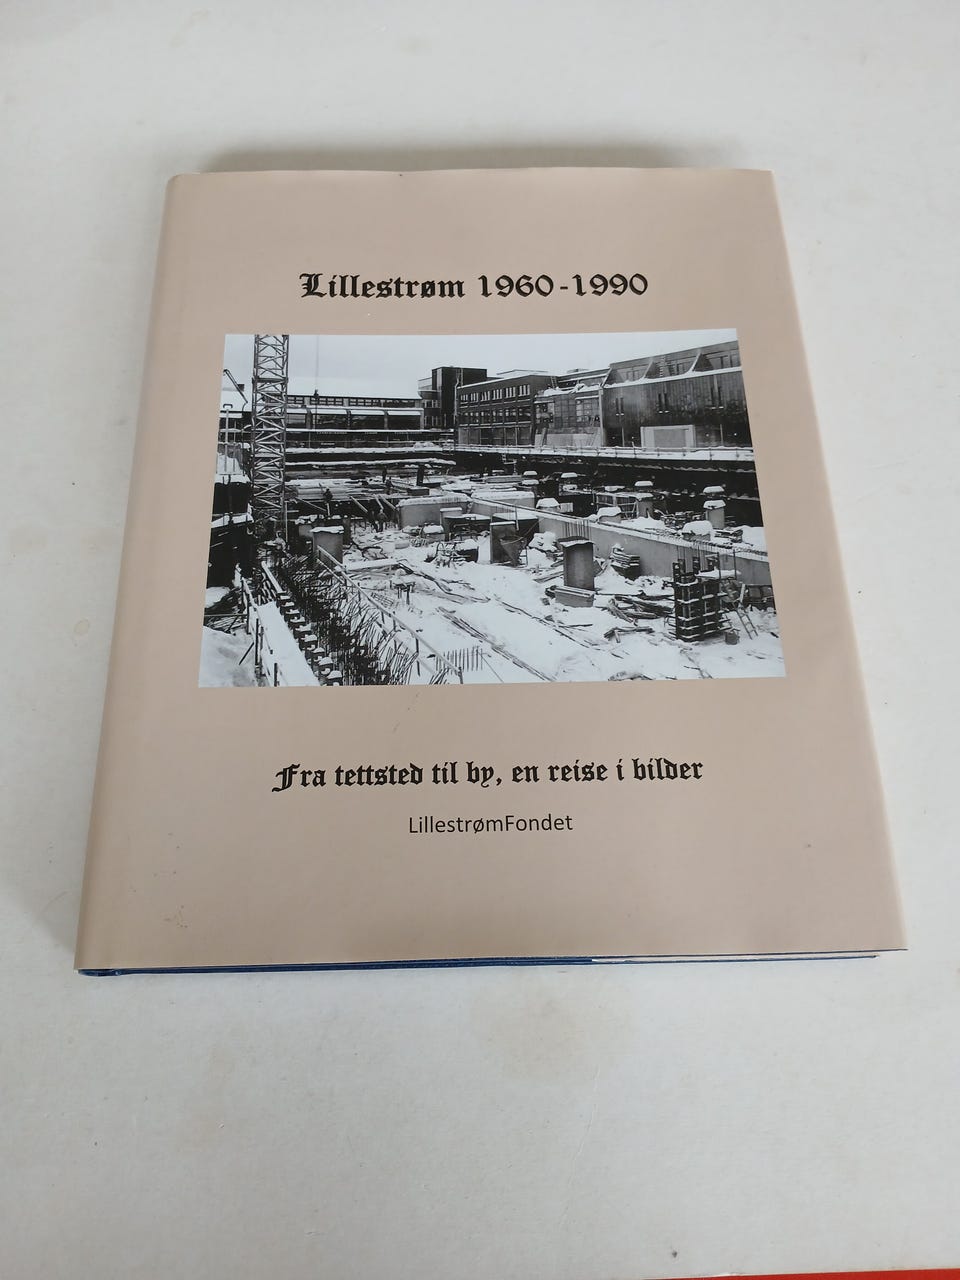 Lillestrøm 1960-1990
Fra tettsted til by, en reise i bilder
LillestrømFondet